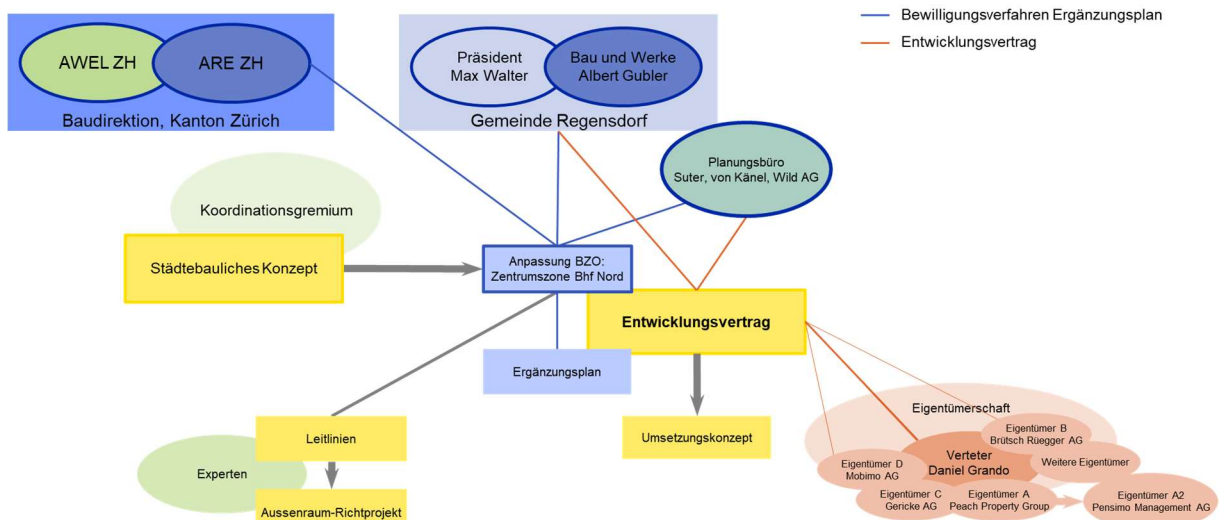 Bewilligungsverfahren Ergänzungsplan
Entwicklungsvertrag
AWEL ZH
ARE ZH
Baudirektion, Kanton Zürich
Präsident
Max Walter
Bau und Werke
Albert Gubler
Gemeinde Regensdorf
Planungsbüro
Suter, von Känel, Wild AG
Koordinationsgremium
Städtebauliches Konzept
Anpassung BZO:
Zentrumszone Bhf Nord
Entwicklungsvertrag
Ergänzungsplan
Leitlinien
Experten
Aussenraum-Richtprojekt
Umsetzungskonzept
Eigentümerschaft
Eigentümer B
Brütsch Rüegger AG
Verteter
Daniel Grando
Weitere Eigentümer
Eigentümer D
Mobimo AG
Eigentümer C
Gericke AG
Eigentümer A
Peach Property Group
Eigentümer A2
Pensimo Management AG